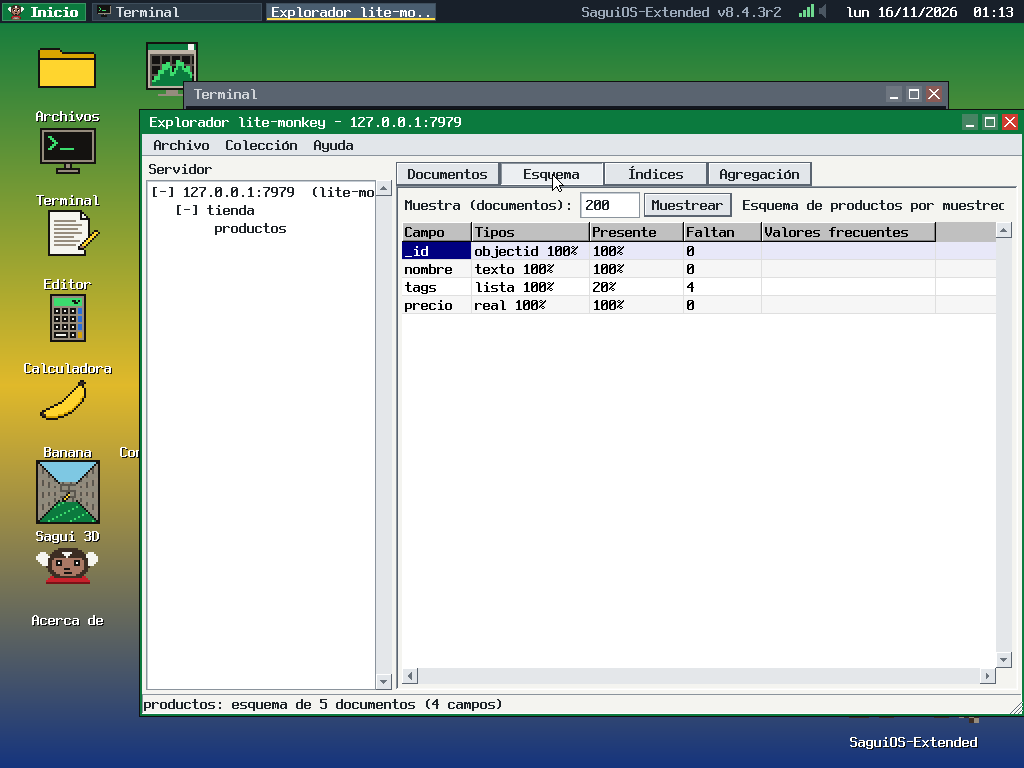 Inicio
Terminal
Explorador lite-mo..
SaguiOS-Extended v8.4.3r2
lun 16/11/2026 01:13
Archivos
Terminal
Editor
Calculadora
Banana
Sagui 3D
Acerca de
Terminal
Explorador lite-monkey - 127.0.0.1:7979
Archivo Colección Ayuda
Servidor
[-] 127.0.0.1:7979 (lite-mo
[-] tienda
productos
Documentos Esquema Índices Agregación
Muestra (documentos): 200 Muestrear Esquema de productos por muestrec
Campo Tipos Presente Faltan Valores frecuentes
_id objectid 100% 100% 0
nombre texto 100% 100% 0
tags lista 100% 20% 4
precio real 100% 100% 0
productos: esquema de 5 documentos (4 campos)
SaguiOS-Extended